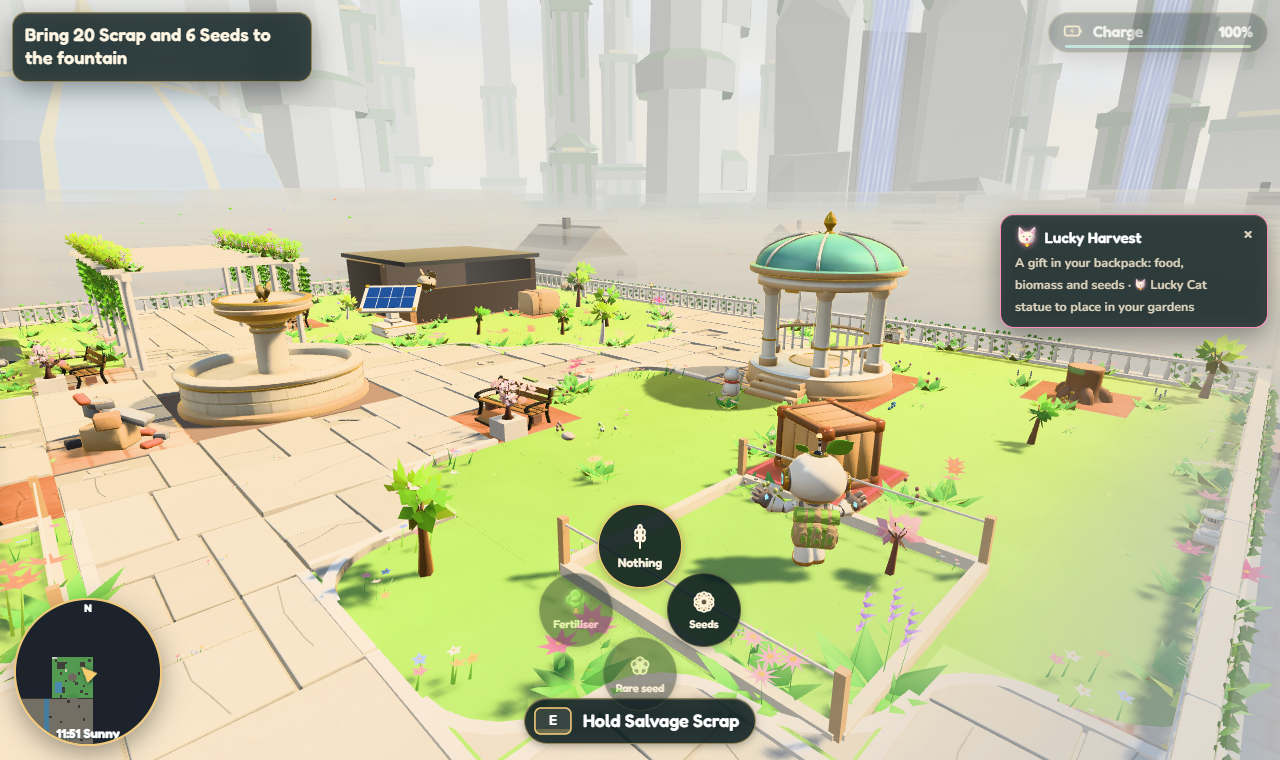 Bring 20 Scrap and 6 Seeds to
the fountain
Charge 100%
Lucky Harvest ×
A gift in your backpack: food,
biomass and seeds · Lucky Cat
statue to place in your gardens
Nothing
Fertiliser
Seeds
Rare seed
E Hold Salvage Scrap
N
11:51 Sunny